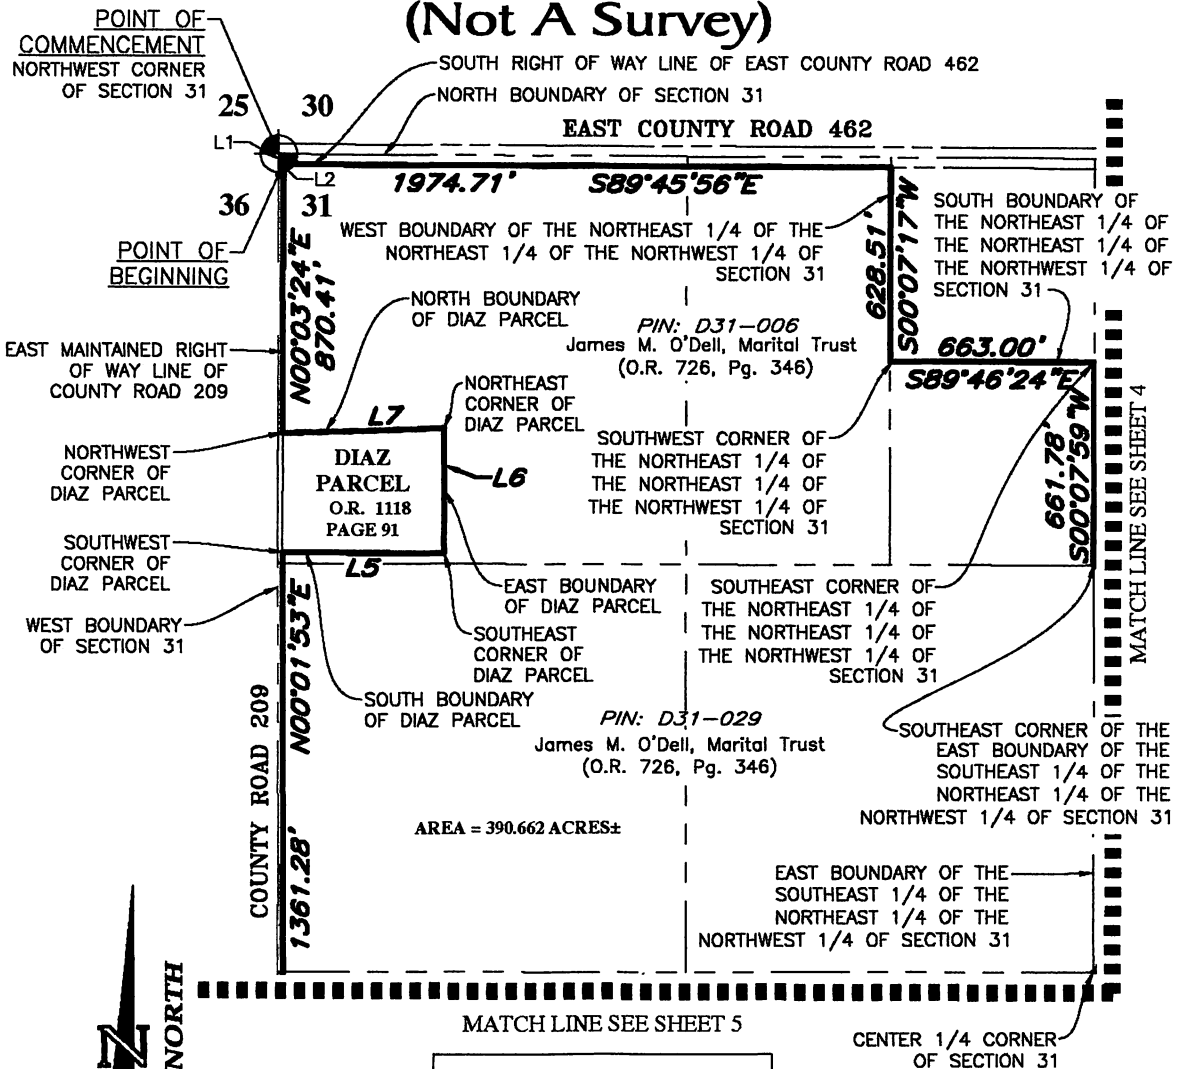 (Not A Survey)
POINT OF
COMMENCEMENT
NORTHWEST CORNER
OF SECTION 31
SOUTH RIGHT OF WAY LINE OF EAST COUNTY ROAD 462
NORTH BOUNDARY OF SECTION 31
25
30
EAST COUNTY ROAD 462
L1
L2
36
31
1974.71'
S89°45'56"E
POINT OF
BEGINNING
WEST BOUNDARY OF THE NORTHEAST 1/4 OF THE
NORTHEAST 1/4 OF THE NORTHWEST 1/4 OF
SECTION 31
628.51'
S00°07'17"W
SOUTH BOUNDARY OF
THE NORTHEAST 1/4 OF
THE NORTHEAST 1/4 OF
THE NORTHWEST 1/4 OF
SECTION 31
N00°03'24"E
870.41'
NORTH BOUNDARY
OF DIAZ PARCEL
PIN: D31-006
James M. O'Dell, Marital Trust
(O.R. 726, Pg. 346)
663.00'
S89°46'24"E
EAST MAINTAINED RIGHT
OF WAY LINE OF
COUNTY ROAD 209
NORTHEAST
CORNER OF
DIAZ PARCEL
L7
NORTHWEST
CORNER OF
DIAZ PARCEL
DIAZ
PARCEL
O.R. 1118
PAGE 91
L6
SOUTHWEST CORNER OF
THE NORTHEAST 1/4 OF
THE NORTHEAST 1/4 OF
THE NORTHWEST 1/4 OF
SECTION 31
661.78'
S00°07'59"W
MATCH LINE SEE SHEET 4
SOUTHWEST
CORNER OF
DIAZ PARCEL
L5
EAST BOUNDARY
OF DIAZ PARCEL
SOUTHEAST CORNER OF
THE NORTHEAST 1/4 OF
THE NORTHEAST 1/4 OF
THE NORTHWEST 1/4 OF
SECTION 31
WEST BOUNDARY
OF SECTION 31
N00°01'53"E
1361.28'
SOUTHEAST
CORNER OF
DIAZ PARCEL
SOUTH BOUNDARY
OF DIAZ PARCEL
COUNTY ROAD 209
PIN: D31-029
James M. O'Dell, Marital Trust
(O.R. 726, Pg. 346)
SOUTHEAST CORNER OF THE
EAST BOUNDARY OF THE
SOUTHEAST 1/4 OF THE
NORTHEAST 1/4 OF THE
NORTHWEST 1/4 OF SECTION 31
AREA = 390.662 ACRES±
EAST BOUNDARY OF THE
SOUTHEAST 1/4 OF THE
NORTHEAST 1/4 OF THE
NORTHWEST 1/4 OF SECTION 31
N
NORTH
MATCH LINE SEE SHEET 5
CENTER 1/4 CORNER
OF SECTION 31